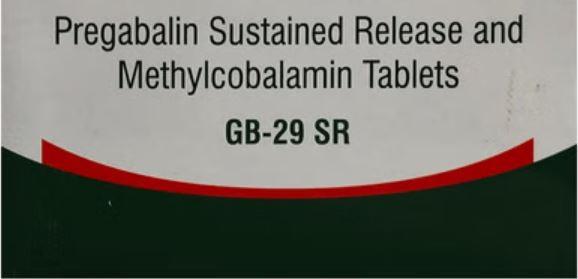 Pregabalin Sustained Release and
Methylcobalamin Tablets
GB-29 SR